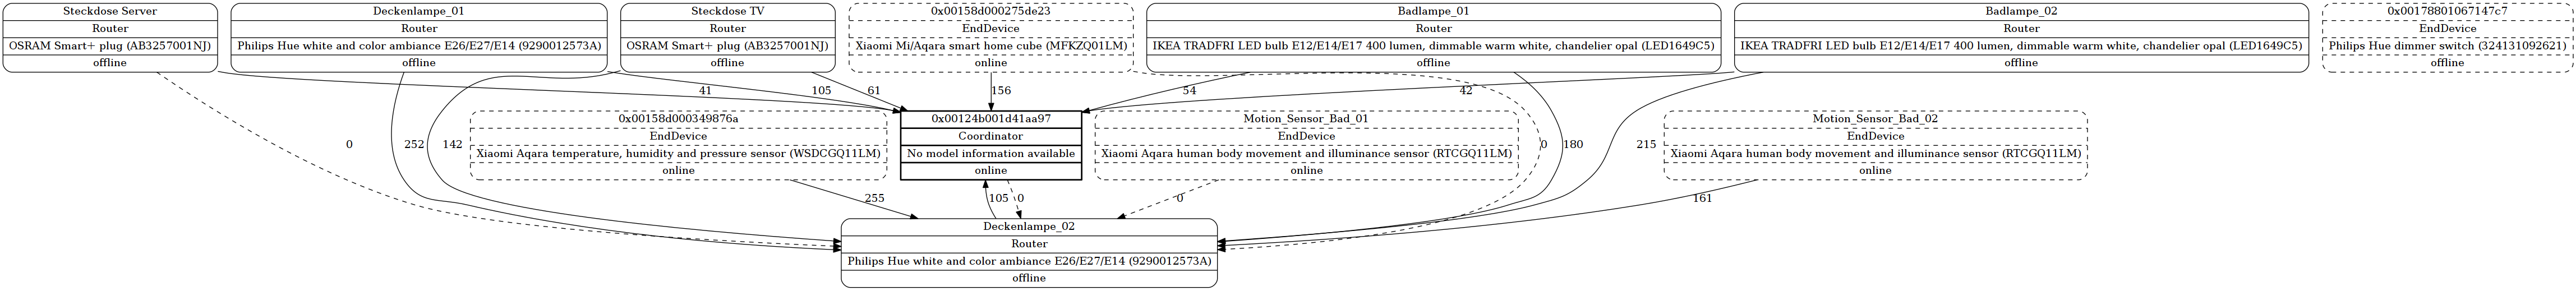 Steckdose Server
Router
OSRAM Smart+ plug (AB3257001NJ)
offline
Deckenlampe_01
Router
Philips Hue white and color ambiance E26/E27/E14 (9290012573A)
offline
Steckdose TV
Router
OSRAM Smart+ plug (AB3257001NJ)
offline
0x00158d000275de23
EndDevice
Xiaomi Mi/Aqara smart home cube (MFKZQ01LM)
online
Badlampe_01
Router
IKEA TRADFRI LED bulb E12/E14/E17 400 lumen, dimmable warm white, chandelier opal (LED1649C5)
offline
Badlampe_02
Router
IKEA TRADFRI LED bulb E12/E14/E17 400 lumen, dimmable warm white, chandelier opal (LED1649C5)
offline
0x00178801067147c7
EndDevice
Philips Hue dimmer switch (324131092621)
offline
41
105
61
156
54
42
0x00158d000349876a
EndDevice
Xiaomi Aqara temperature, humidity and pressure sensor (WSDCGQ11LM)
online
0x00124b001d41aa97
Coordinator
No model information available
online
Motion_Sensor_Bad_01
EndDevice
Xiaomi Aqara human body movement and illuminance sensor (RTCGQ11LM)
online
Motion_Sensor_Bad_02
EndDevice
Xiaomi Aqara human body movement and illuminance sensor (RTCGQ11LM)
online
0
252
142
0
180
215
255
105
0
0
161
Deckenlampe_02
Router
Philips Hue white and color ambiance E26/E27/E14 (9290012573A)
offline